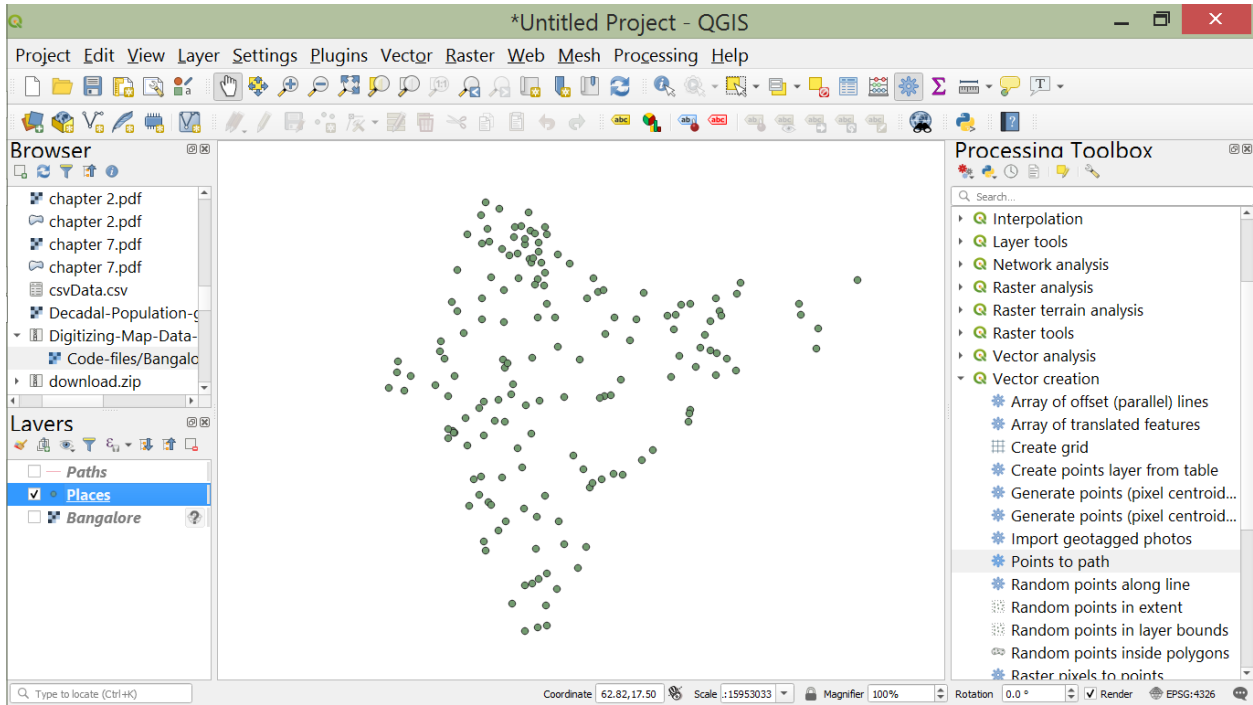 *Untitled Project - QGIS
Project Edit View Layer Settings Plugins Vector Raster Web Mesh Processing Help
Browser
chapter 2.pdf
chapter 2.pdf
chapter 7.pdf
chapter 7.pdf
csvData.csv
Decadal-Population-g
Digitizing-Map-Data-
Code-files/Bangalo
download.zip
Layers
Paths
Places
Bangalore
Processing Toolbox
Search...
Interpolation
Layer tools
Network analysis
Raster analysis
Raster terrain analysis
Raster tools
Vector analysis
Vector creation
Array of offset (parallel) lines
Array of translated features
Create grid
Create points layer from table
Generate points (pixel centroid...
Generate points (pixel centroid...
Import geotagged photos
Points to path
Random points along line
Random points in extent
Random points in layer bounds
Random points inside polygons
Raster pixels to points
Type to locate (Ctrl+K)
Coordinate 62.82,17.50 Scale .:15953033 Magnifier 100% Rotation 0.0 ° Render EPSG:4326